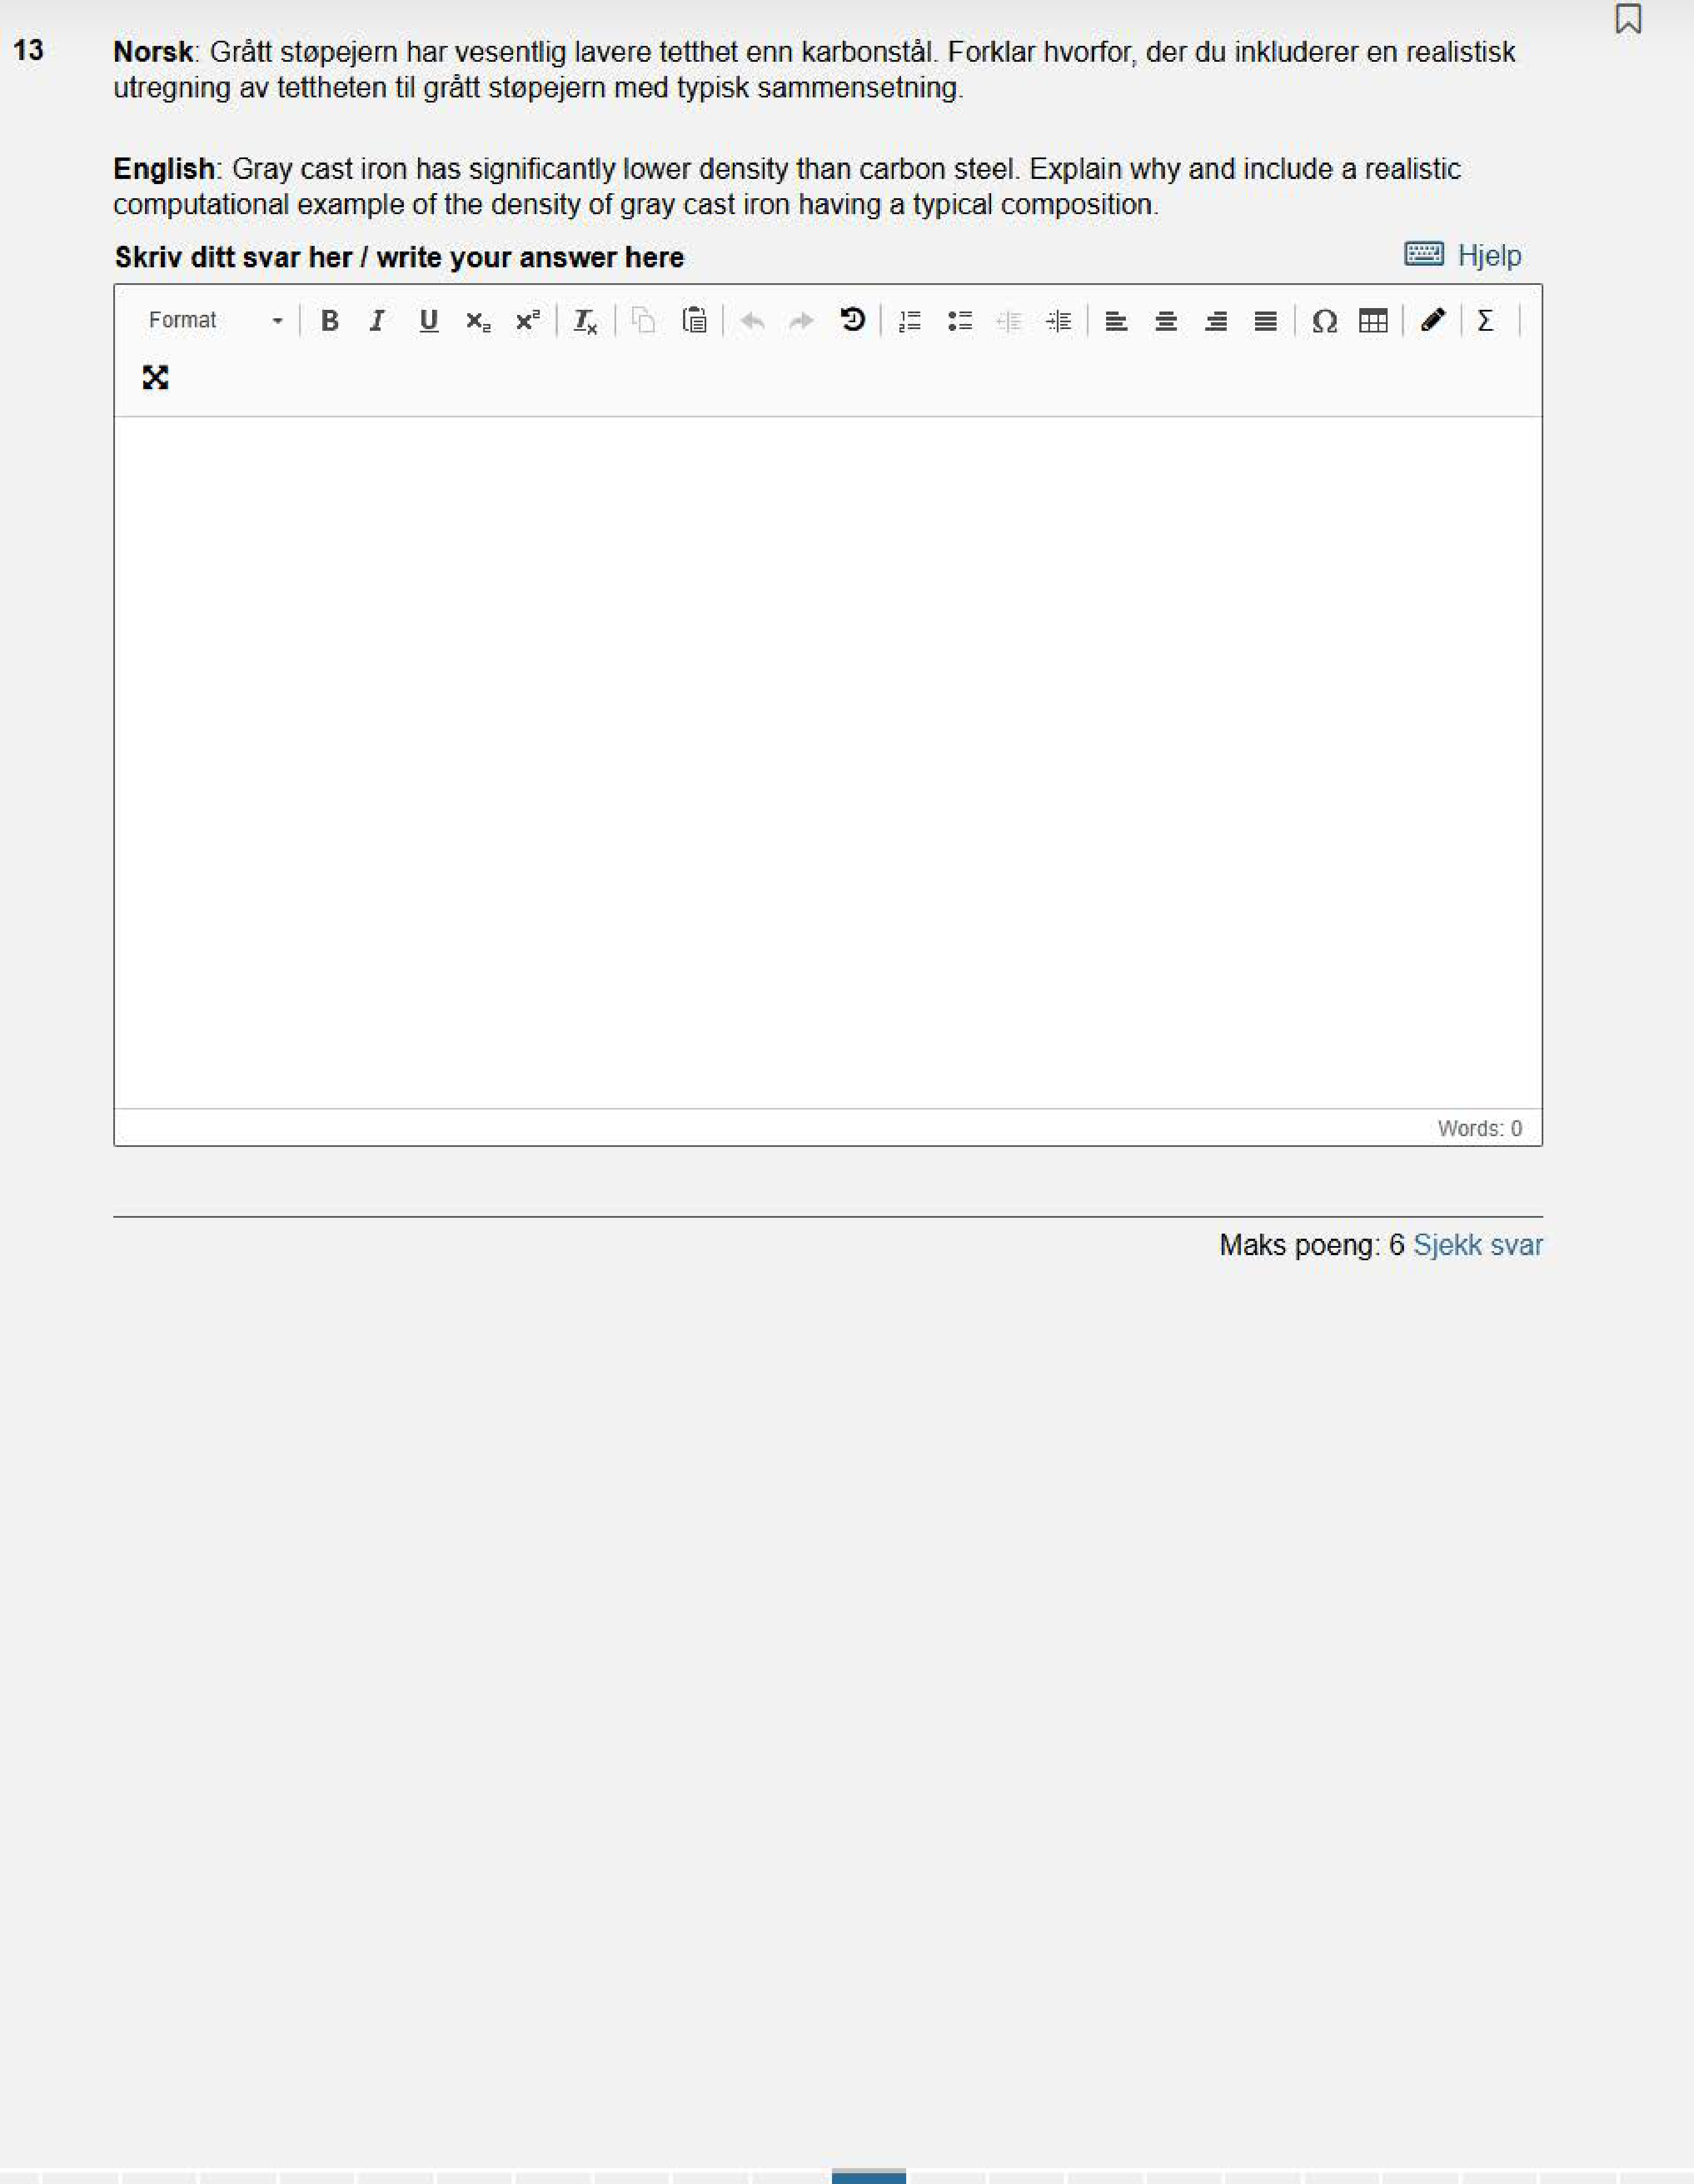 13
Norsk: Grått støpejern har vesentlig lavere tetthet enn karbonstål. Forklar hvorfor, der du inkluderer en realistisk
utregning av tettheten til grått støpejern med typisk sammensetning.
English: Gray cast iron has significantly lower density than carbon steel. Explain why and include a realistic
computational example of the density of gray cast iron having a typical composition.
Skriv ditt svar her / write your answer here
Hjelp
Format
Words: 0
Maks poeng: 6 Sjekk svar